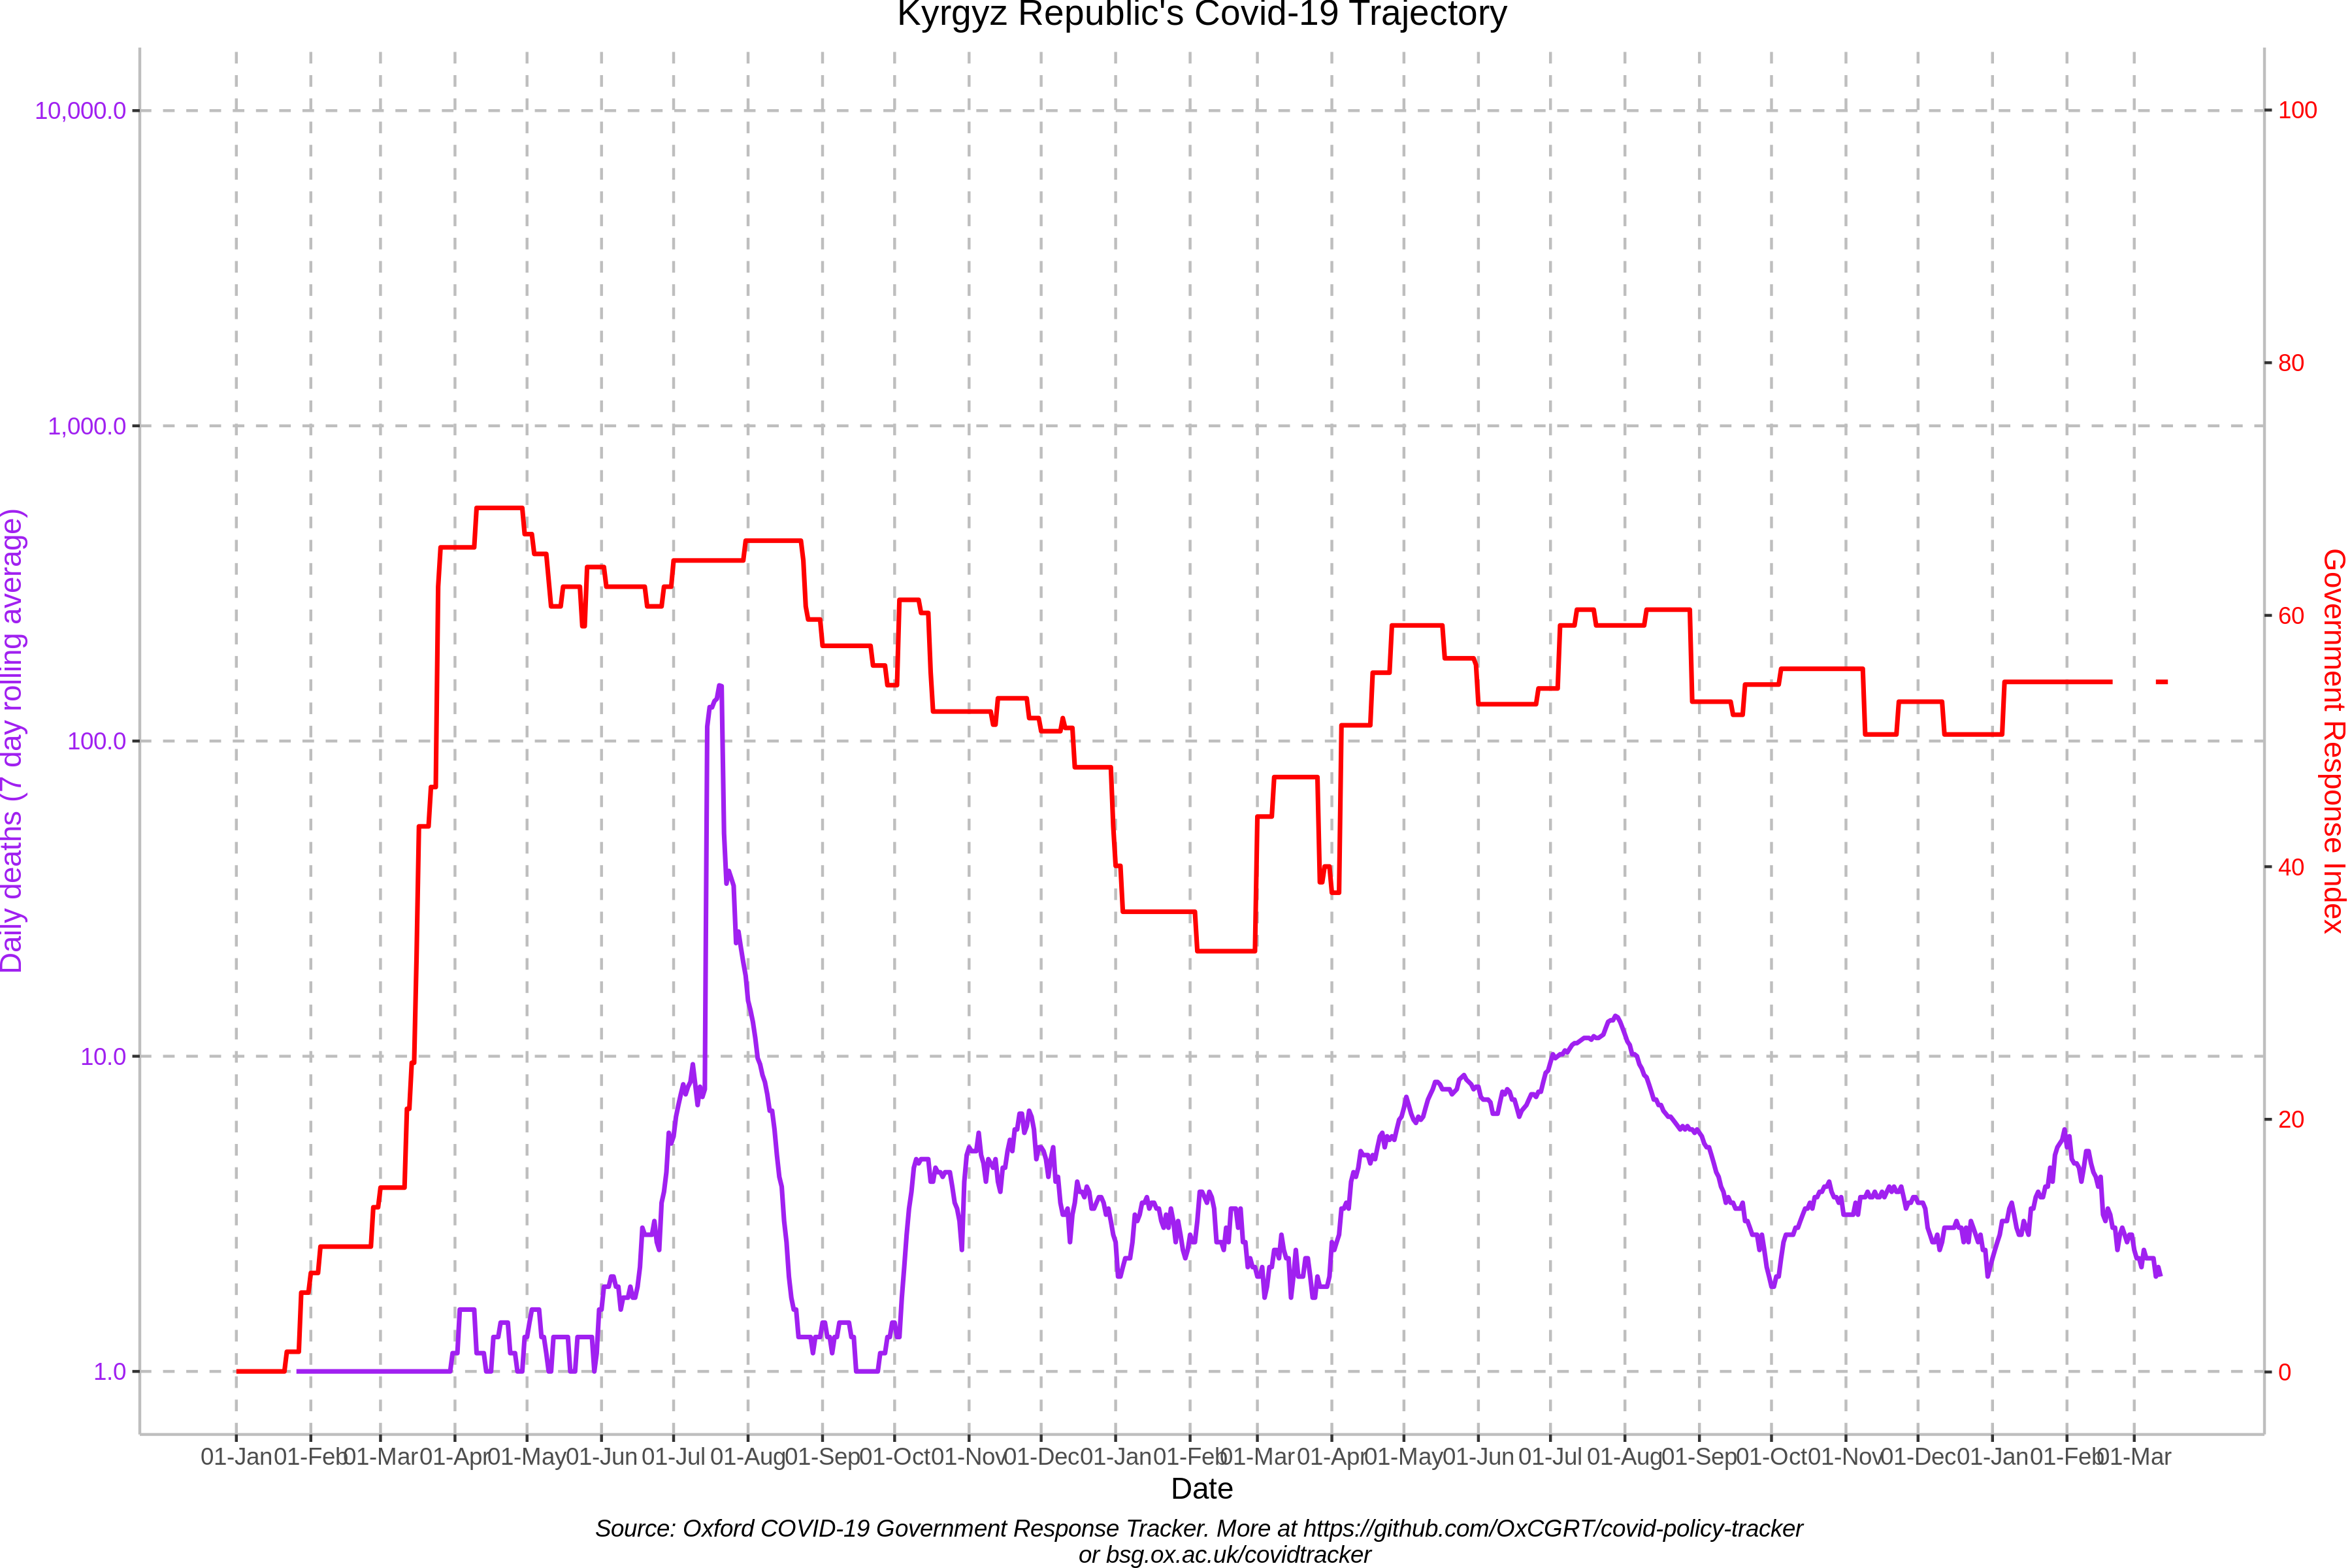 Kyrgyz Republic's Covid-19 Trajectory
10,000.0
1,000.0
100.0
10.0
1.0
Daily deaths (7 day rolling average)
100
80
60
40
20
0
Government Response Index
01-Jan 01-Feb 01-Mar 01-Apr 01-May 01-Jun 01-Jul 01-Aug 01-Sep 01-Oct 01-Nov 01-Dec 01-Jan 01-Feb 01-Mar 01-Apr 01-May 01-Jun 01-Jul 01-Aug 01-Sep 01-Oct 01-Nov 01-Dec 01-Jan 01-Feb 01-Mar
Date
Source: Oxford COVID-19 Government Response Tracker. More at https://github.com/OxCGRT/covid-policy-tracker
or bsg.ox.ac.uk/covidtracker